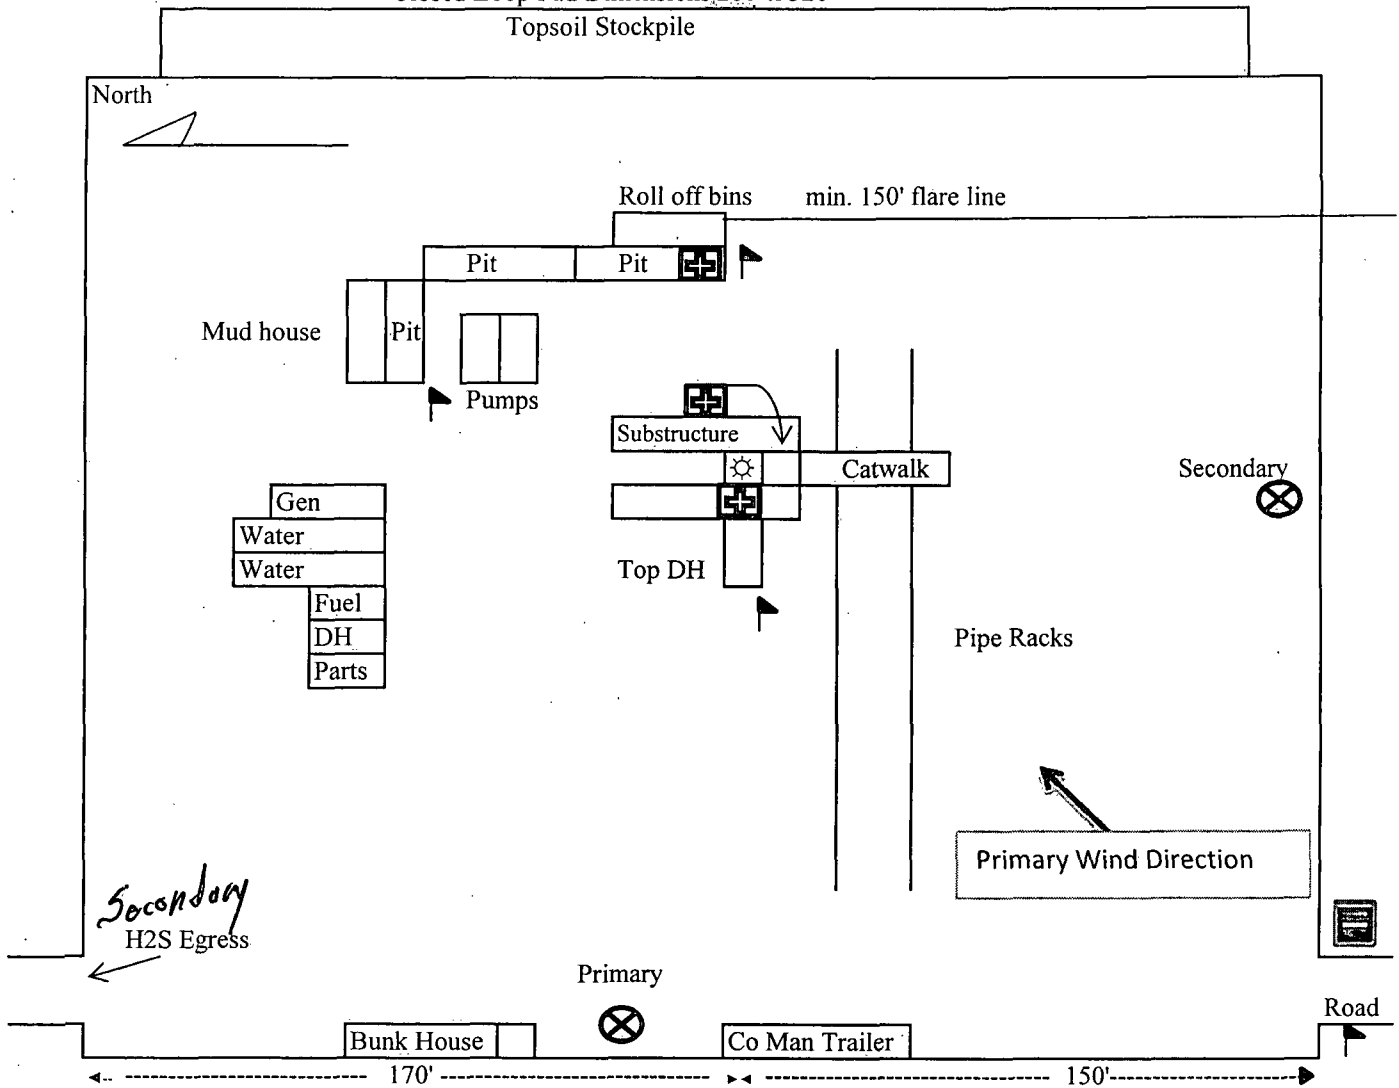 Topsoil Stockpile
North
Roll off bins
min. 150' flare line
Pit
Pit
Mud house
Pit
Pumps
Substructure
Catwalk
Secondary
Gen
Water
Water
Top DH
Fuel
DH
Parts
Pipe Racks
Primary Wind Direction
Secondary
H2S Egress
Primary
Road
Bunk House
Co Man Trailer
170'
150'